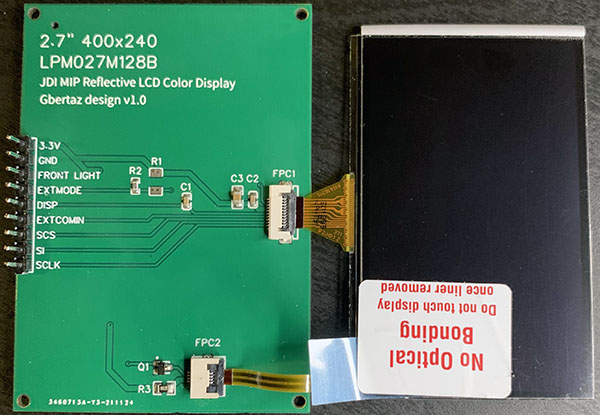 2.7" 400x240
LPM027M128B
JDI MIP Reflective LCD Color Display
Gbertaz design v1.0
3.3V
GND
FRONT LIGHT
EXTMODE
DISP
EXTCOMIN
SCS
SI
SCLK
R1
R2
C1
C3
C2
FPC1
FPC2
Q1
R3
3460713A-Y3-211124
No Optical
Bonding
Do not touch display
once liner removed